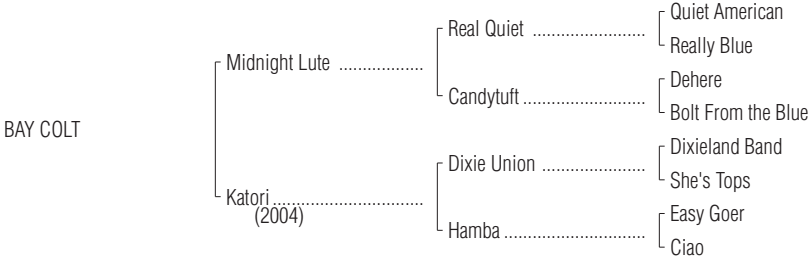 Quiet American
Real Quiet ........................
Really Blue
Midnight Lute ..................
Dehere
Candytuft ..........................
Bolt From the Blue
BAY COLT
Dixieland Band
Dixie Union ......................
She's Tops
Katori ................................
(2004)
Easy Goer
Hamba ..............................
Ciao